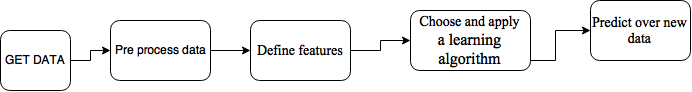 GET DATA
Pre process data
Define features
Choose and apply
a learning
algorithm
Predict over new
data